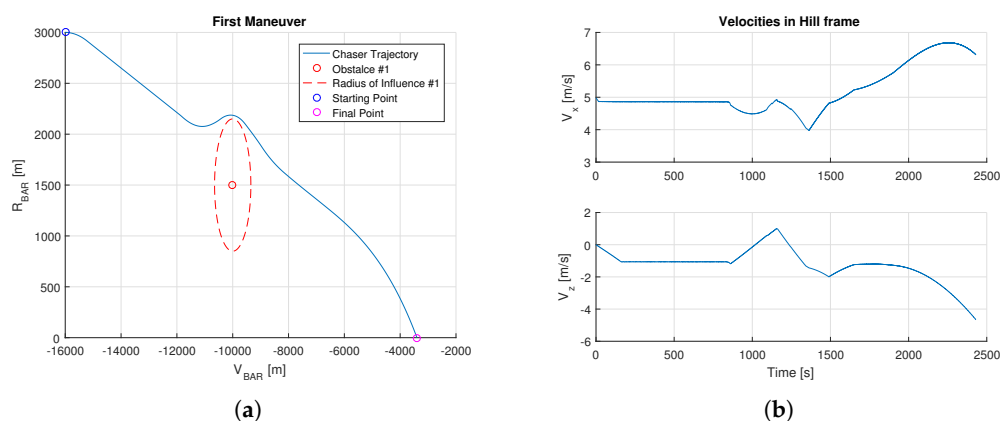 First Maneuver
3000
2500
2000
1500
1000
500
0
R_BAR [m]
-16000 -14000 -12000 -10000 -8000 -6000 -4000 -2000
V_BAR [m]
Chaser Trajectory
Obstalce #1
Radius of Influence #1
Starting Point
Final Point
(a)
Velocities in Hill frame
7
6
5
4
3
V_x [m/s]
0 500 1000 1500 2000 2500
2
0
-2
-4
-6
V_z [m/s]
0 500 1000 1500 2000 2500
Time [s]
(b)